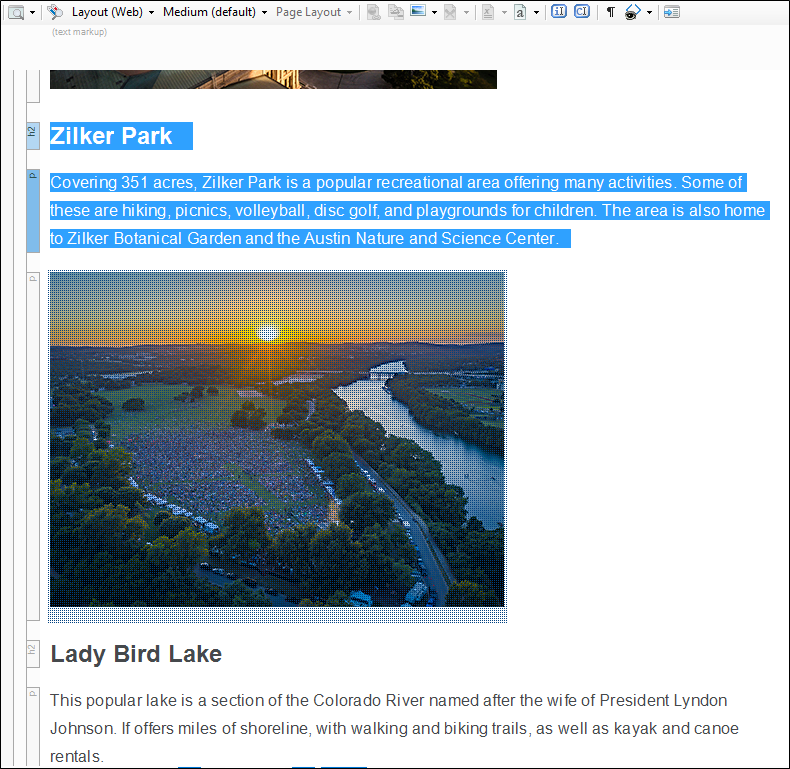 Layout (Web) Medium (default) Page Layout
(text markup)
h2
Zilker Park
p
Covering 351 acres, Zilker Park is a popular recreational area offering many activities. Some of
these are hiking, picnics, volleyball, disc golf, and playgrounds for children. The area is also home
to Zilker Botanical Garden and the Austin Nature and Science Center.
p
h2
Lady Bird Lake
p
This popular lake is a section of the Colorado River named after the wife of President Lyndon
Johnson. If offers miles of shoreline, with walking and biking trails, as well as kayak and canoe
rentals.